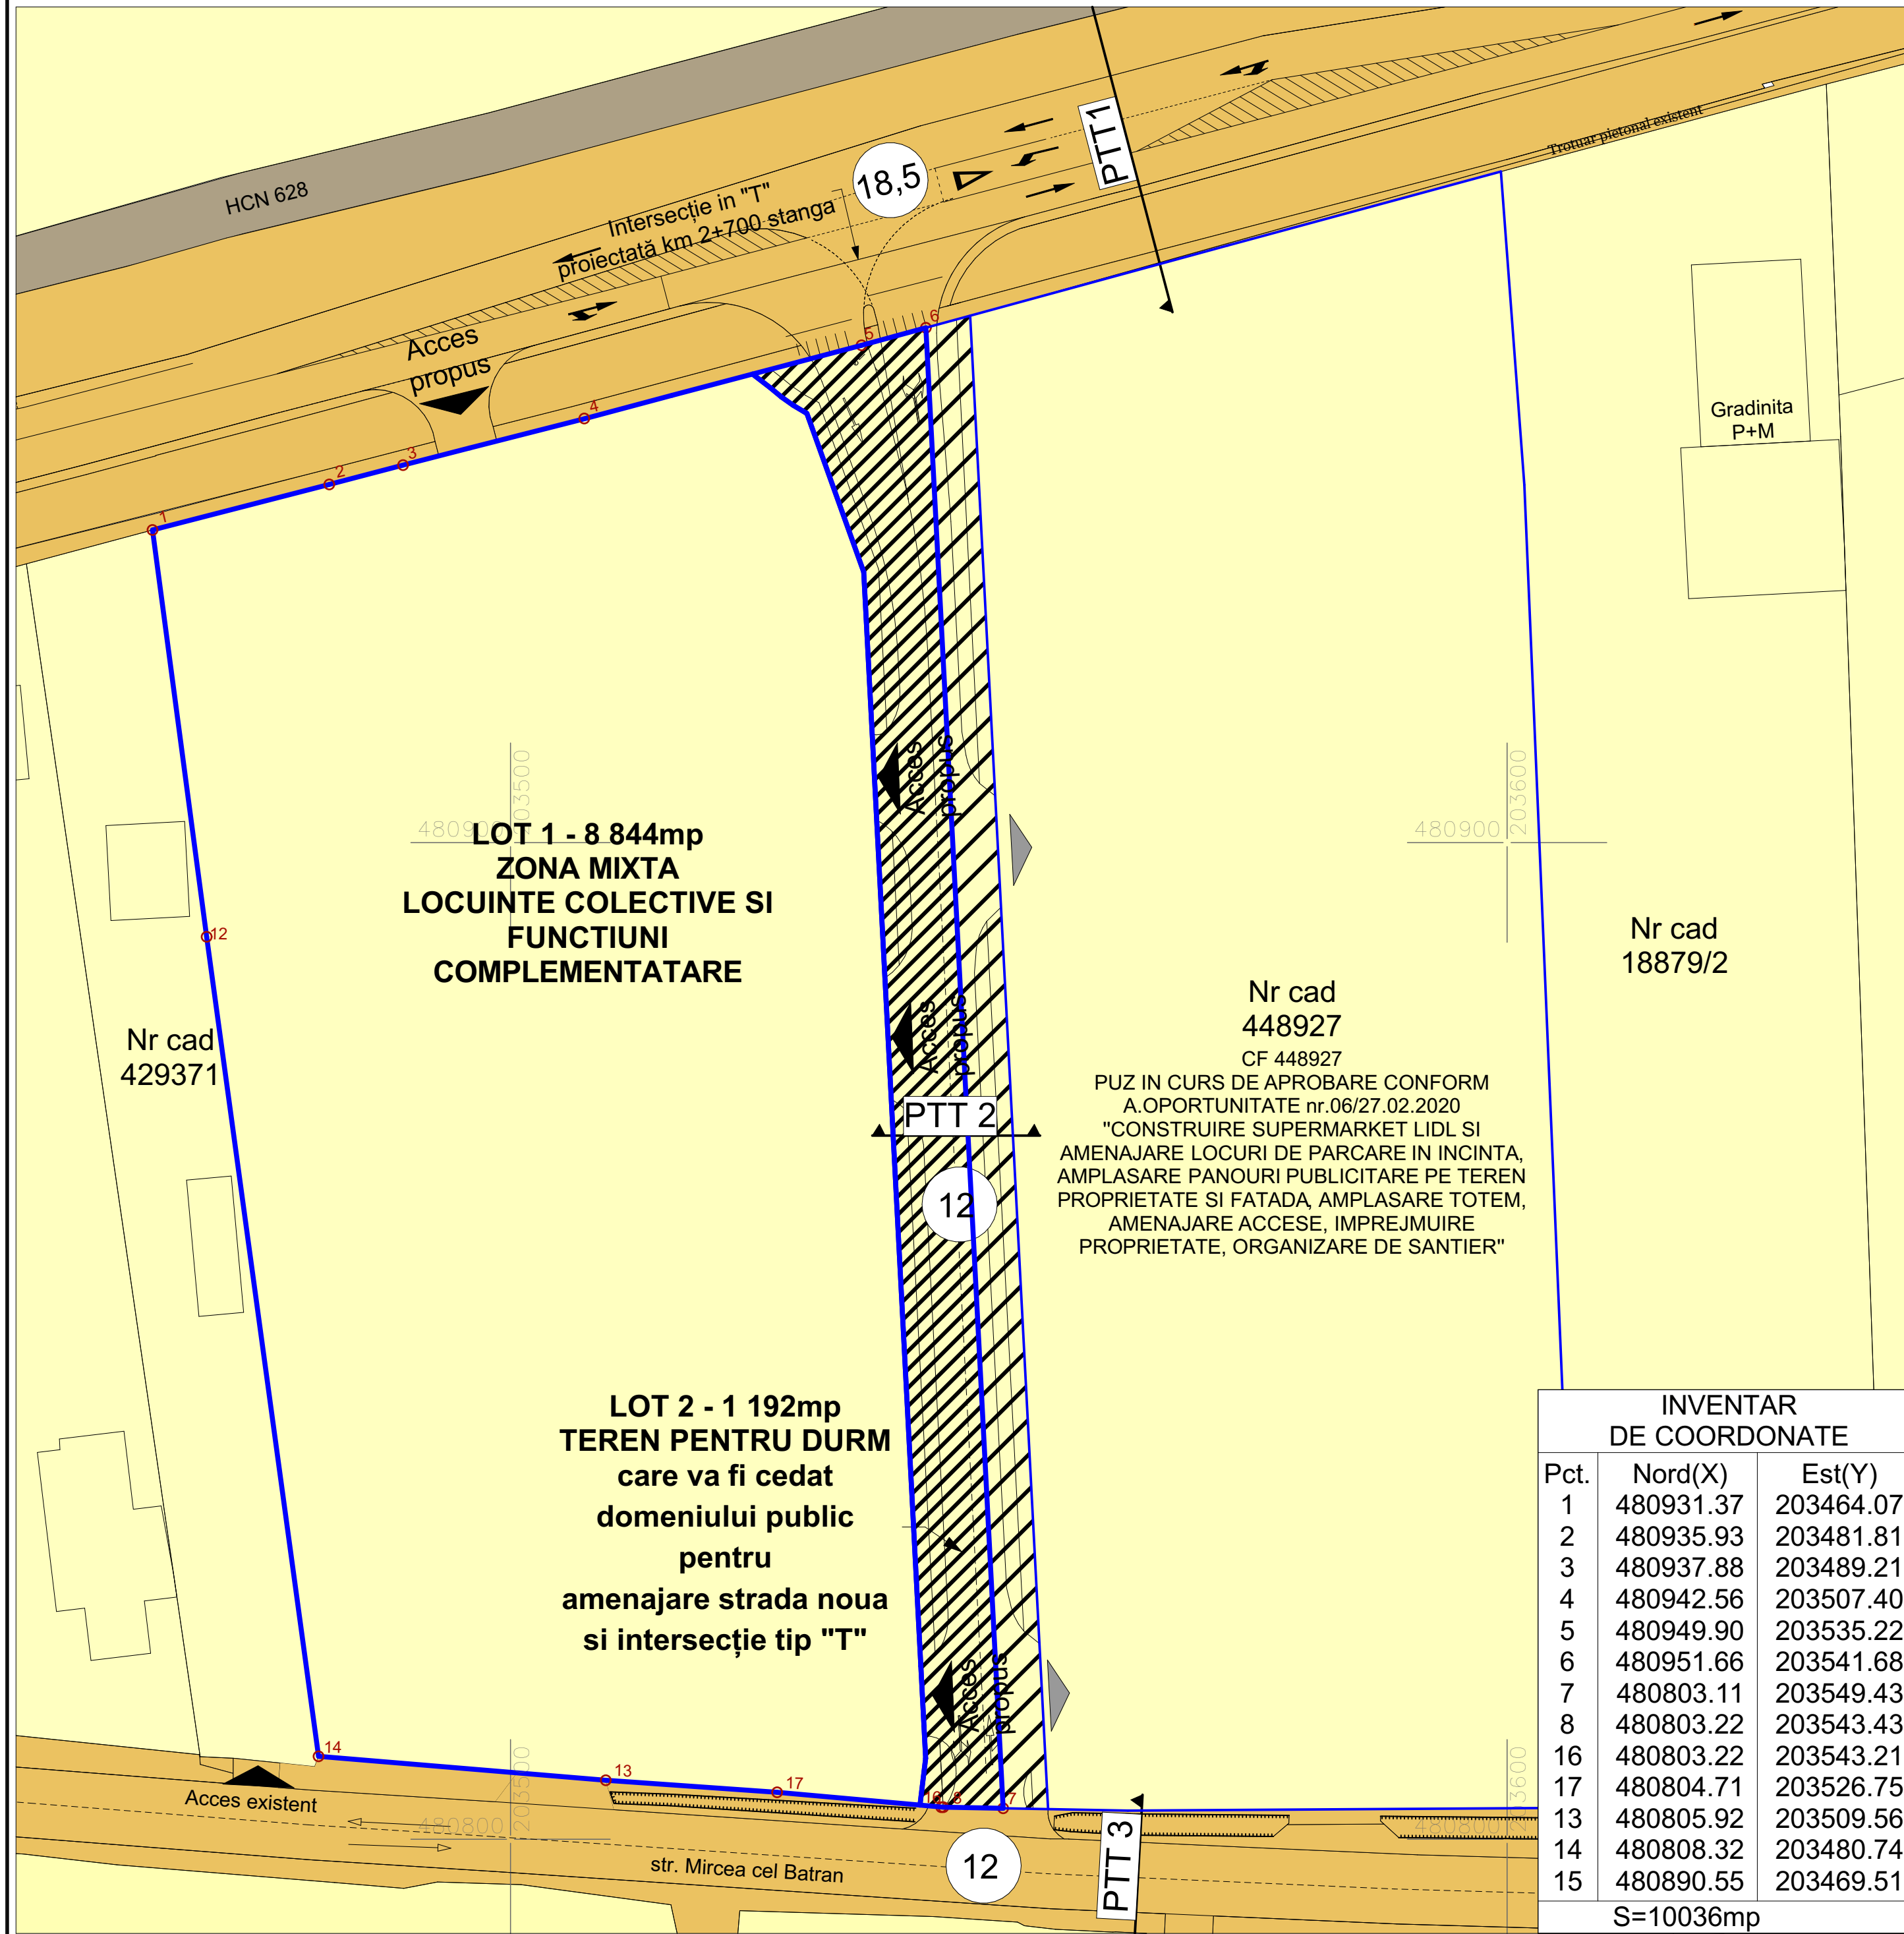 HCN 628
Intersecție in "T"
proiectată km 2+700 stanga
18,5
PTT1
Trotuar pietonal existent
Acces
propus
1
2
3
4
5
6
Gradinita
P+M
480900
203500
480900
203600
LOT 1 - 8 844mp
ZONA MIXTA
LOCUINTE COLECTIVE SI
FUNCTIUNI
COMPLEMENTATARE
Acces
propus
12
Nr cad
429371
Acces
propus
Nr cad
18879/2
Nr cad
448927
CF 448927
PUZ IN CURS DE APROBARE CONFORM
A.OPORTUNITATE nr.06/27.02.2020
"CONSTRUIRE SUPERMARKET LIDL SI
AMENAJARE LOCURI DE PARCARE IN INCINTA,
AMPLASARE PANOURI PUBLICITARE PE TEREN
PROPRIETATE SI FATADA, AMPLASARE TOTEM,
AMENAJARE ACCESE, IMPREJMUIRE
PROPRIETATE, ORGANIZARE DE SANTIER"
PTT 2
12
LOT 2 - 1 192mp
TEREN PENTRU DURM
care va fi cedat
domeniului public
pentru
amenajare strada noua
si intersecție tip "T"
Acces
propus
14
13
17
16
8
7
Acces existent
480800
203500
str. Mircea cel Batran
12
PTT 3
480800
203600
INVENTAR
DE COORDONATE
Pct. Nord(X) Est(Y)
1 480931.37 203464.07
2 480935.93 203481.81
3 480937.88 203489.21
4 480942.56 203507.40
5 480949.90 203535.22
6 480951.66 203541.68
7 480803.11 203549.43
8 480803.22 203543.43
16 480803.22 203543.21
17 480804.71 203526.75
13 480805.92 203509.56
14 480808.32 203480.74
15 480890.55 203469.51
S=10036mp